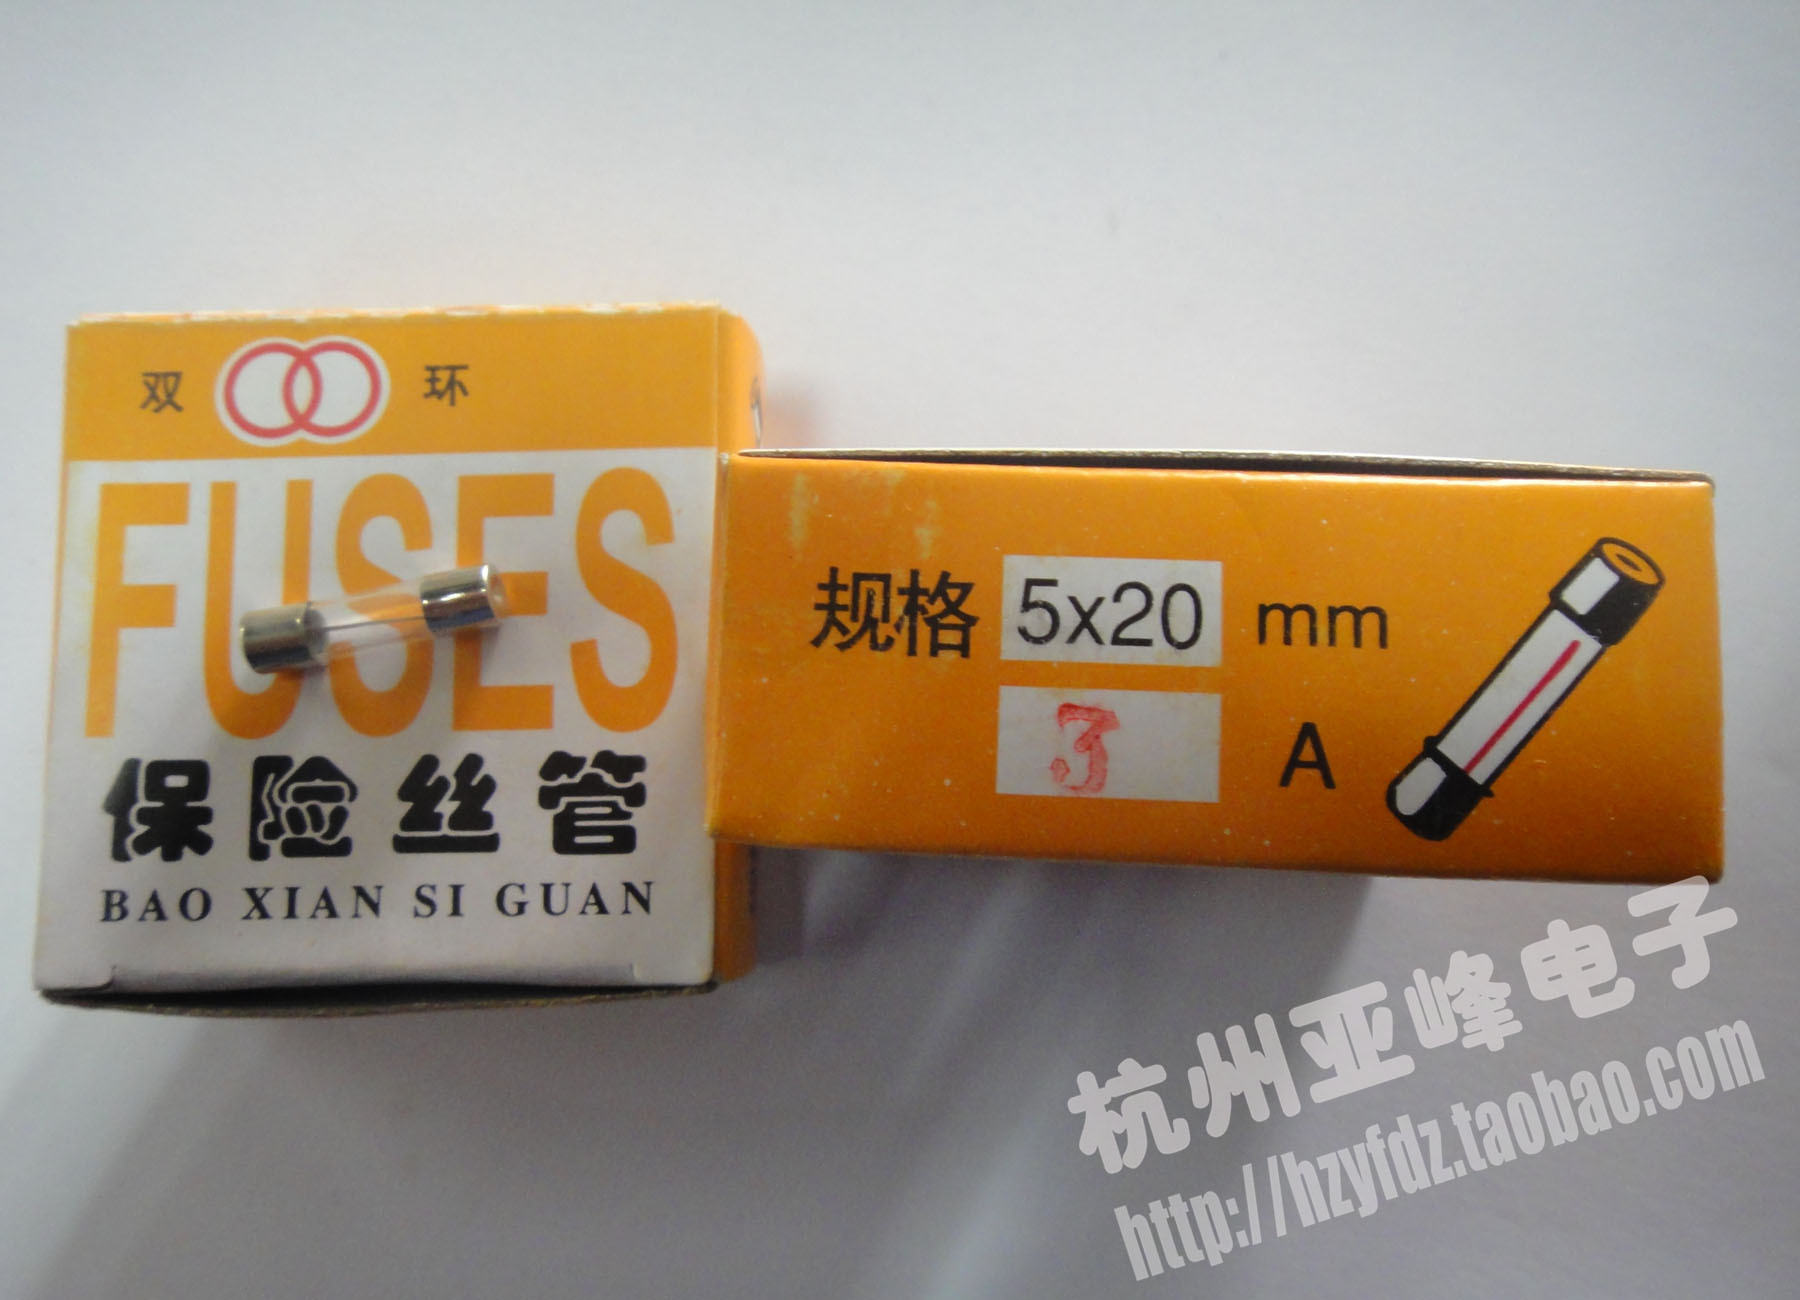 双 环
FUSES
保险丝管
BAO XIAN SI GUAN
规格 5x20 mm
3 A
杭州亚峰电子
http://hzyfdz.taobao.com